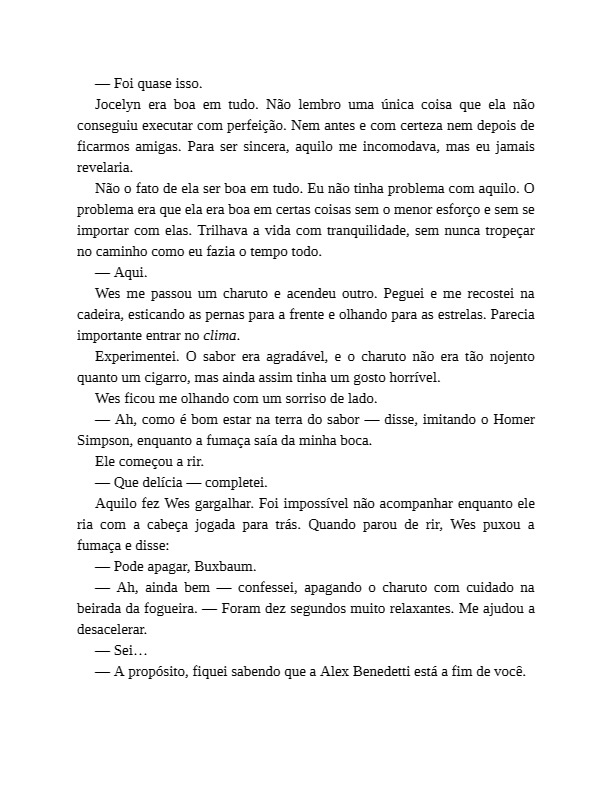 — Foi quase isso.
Jocelyn era boa em tudo. Não lembro uma única coisa que ela não
conseguiu executar com perfeição. Nem antes e com certeza nem depois de
ficarmos amigas. Para ser sincera, aquilo me incomodava, mas eu jamais
revelaria.
Não o fato de ela ser boa em tudo. Eu não tinha problema com aquilo. O
problema era que ela era boa em certas coisas sem o menor esforço e sem se
importar com elas. Trilhava a vida com tranquilidade, sem nunca tropeçar
no caminho como eu fazia o tempo todo.
— Aqui.
Wes me passou um charuto e acendeu outro. Peguei e me recostei na
cadeira, esticando as pernas para a frente e olhando para as estrelas. Parecia
importante entrar no clima.
Experimentei. O sabor era agradável, e o charuto não era tão nojento
quanto um cigarro, mas ainda assim tinha um gosto horrível.
Wes ficou me olhando com um sorriso de lado.
— Ah, como é bom estar na terra do sabor — disse, imitando o Homer
Simpson, enquanto a fumaça saía da minha boca.
Ele começou a rir.
— Que delícia — completei.
Aquilo fez Wes gargalhar. Foi impossível não acompanhar enquanto ele
ria com a cabeça jogada para trás. Quando parou de rir, Wes puxou a
fumaça e disse:
— Pode apagar, Buxbaum.
— Ah, ainda bem — confessei, apagando o charuto com cuidado na
beirada da fogueira. — Foram dez segundos muito relaxantes. Me ajudou a
desacelerar.
— Sei…
— A propósito, fiquei sabendo que a Alex Benedetti está a fim de você.